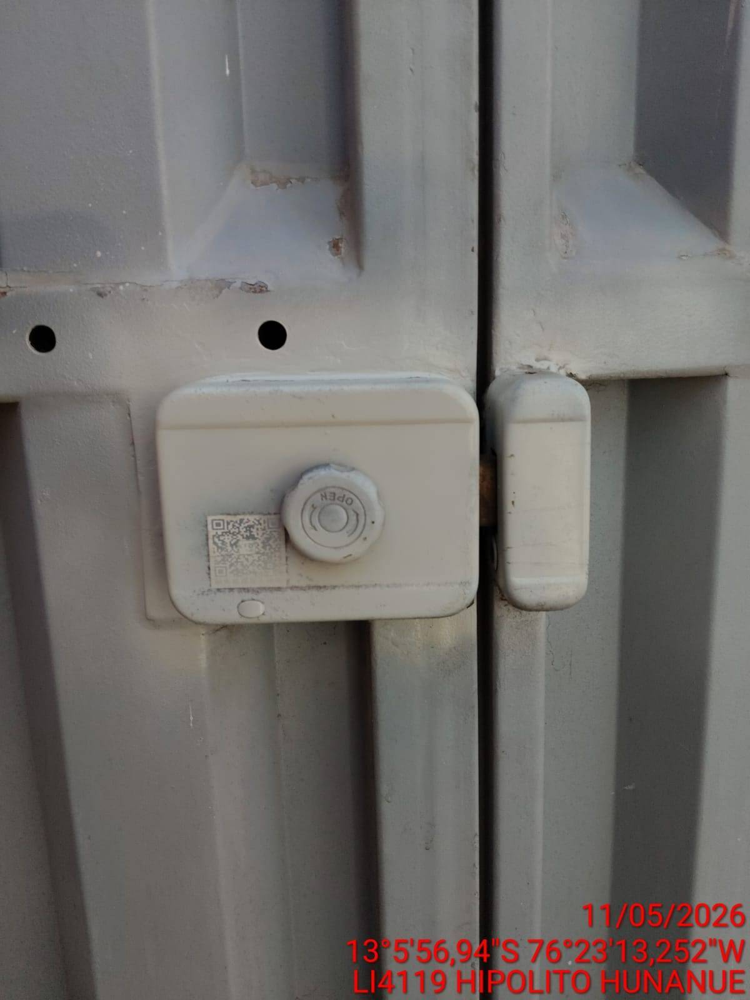 OPEN
11/05/2026
13°5'56,94"S 76°23'13,252"W
LI4119 HIPOLITO HUNANUE